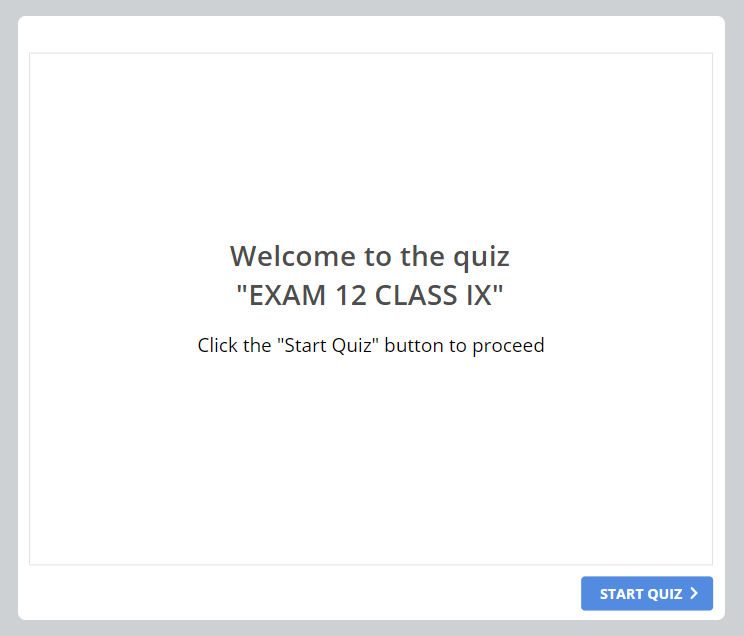 Welcome to the quiz
"EXAM 12 CLASS IX"
Click the "Start Quiz" button to proceed
START QUIZ